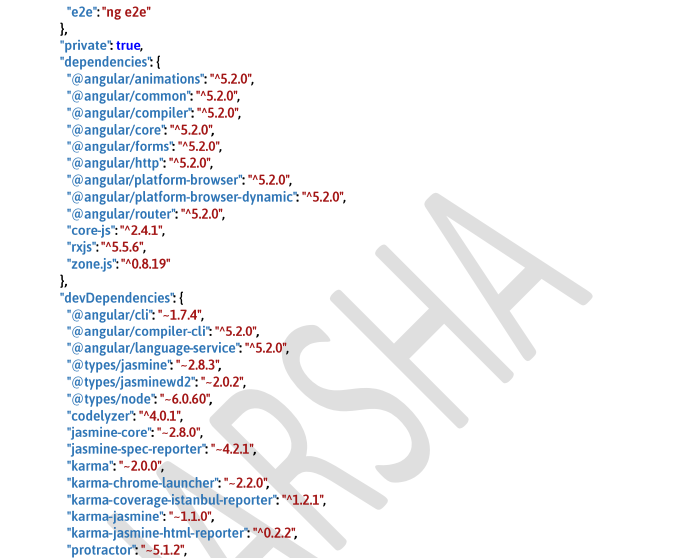 "e2e": "ng e2e"
},
"private": true,
"dependencies": {
"@angular/animations": "^5.2.0",
"@angular/common": "^5.2.0",
"@angular/compiler": "^5.2.0",
"@angular/core": "^5.2.0",
"@angular/forms": "^5.2.0",
"@angular/http": "^5.2.0",
"@angular/platform-browser": "^5.2.0",
"@angular/platform-browser-dynamic": "^5.2.0",
"@angular/router": "^5.2.0",
"core-js": "^2.4.1",
"rxjs": "^5.5.6",
"zone.js": "^0.8.19"
},
"devDependencies": {
"@angular/cli": "~1.7.4",
"@angular/compiler-cli": "^5.2.0",
"@angular/language-service": "^5.2.0",
"@types/jasmine": "~2.8.3",
"@types/jasminewd2": "~2.0.2",
"@types/node": "~6.0.60",
"codelyzer": "^4.0.1",
"jasmine-core": "~2.8.0",
"jasmine-spec-reporter": "~4.2.1",
"karma": "~2.0.0",
"karma-chrome-launcher": "~2.2.0",
"karma-coverage-istanbul-reporter": "^1.2.1",
"karma-jasmine": "~1.1.0",
"karma-jasmine-html-reporter": "^0.2.2",
"protractor": "~5.1.2",
ARSHA